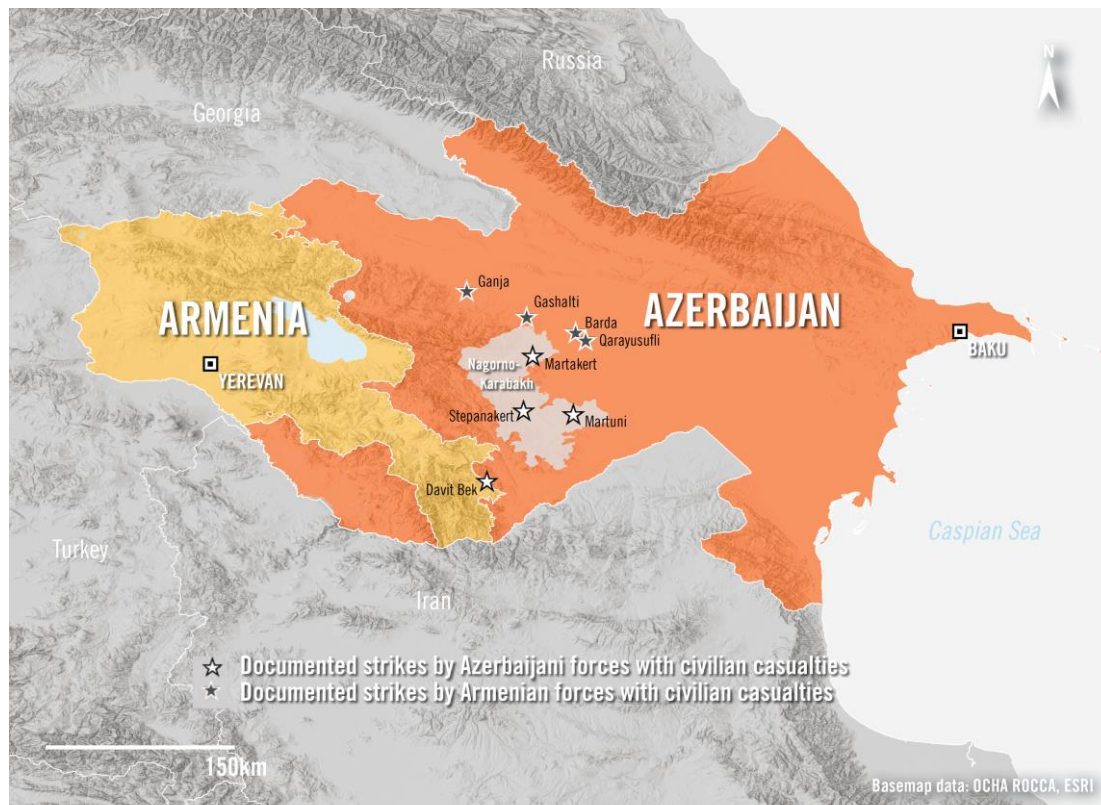 Russia
N
Georgia
Ganja
Gashalti
ARMENIA
AZERBAIJAN
Barda
Qarayusufli
BAKU
YEREVAN
Nagorno-
Karabakh
Martakert
Stepanakert
Martuni
Davit Bek
Caspian Sea
Turkey
Iran
Documented strikes by Azerbaijani forces with civilian casualties
Documented strikes by Armenian forces with civilian casualties
150km
Basemap data: OCHA ROCCA, ESRI